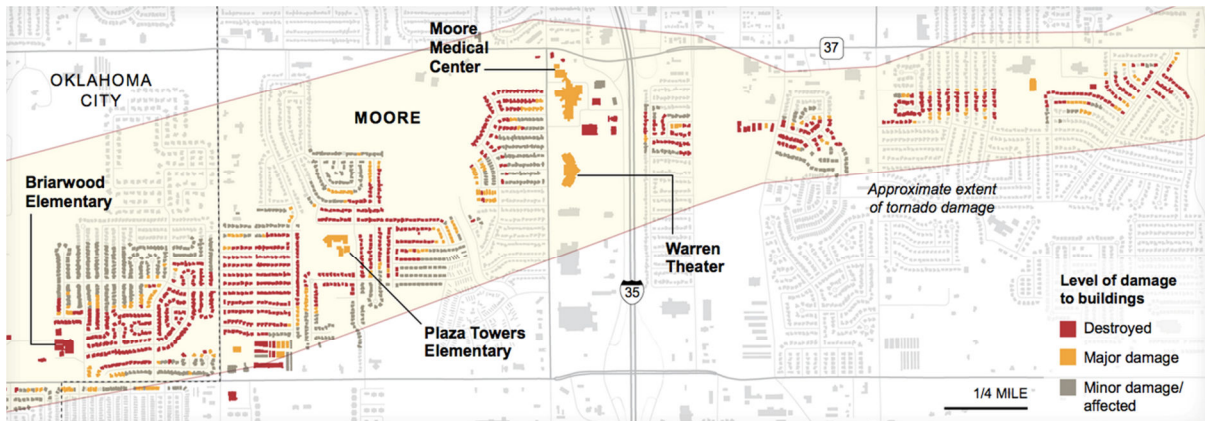 Moore
Medical
Center
37
OKLAHOMA
CITY
MOORE
Briarwood
Elementary
Approximate extent
of tornado damage
Warren
Theater
35
Plaza Towers
Elementary
Level of damage
to buildings
Destroyed
Major damage
Minor damage/
affected
1/4 MILE